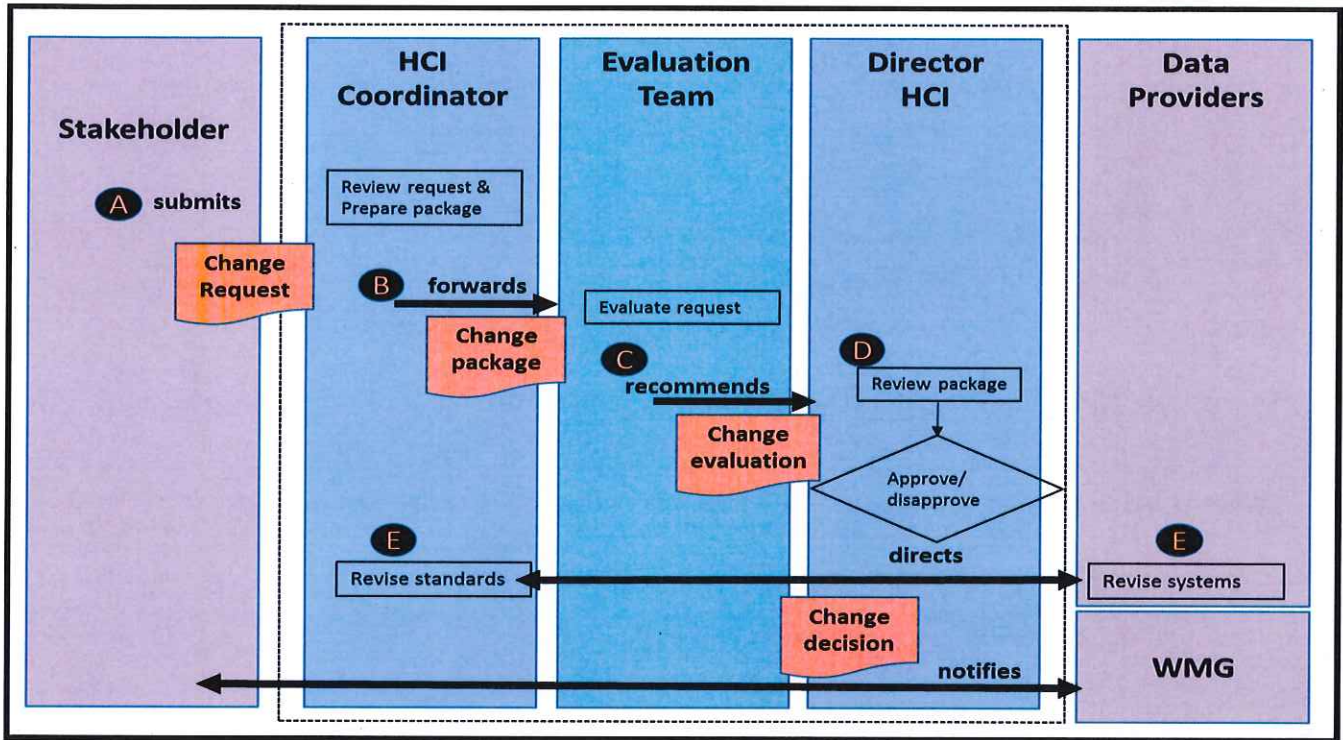 Stakeholder
HCI
Coordinator
Evaluation
Team
Director
HCI
Data
Providers
A submits
Change
Request
Review request &
Prepare package
B forwards
Change
package
Evaluate request
C
recommends
Change
evaluation
D
Review package
Approve/
disapprove
directs
E
Revise standards
E
Revise systems
Change
decision
notifies
WMG